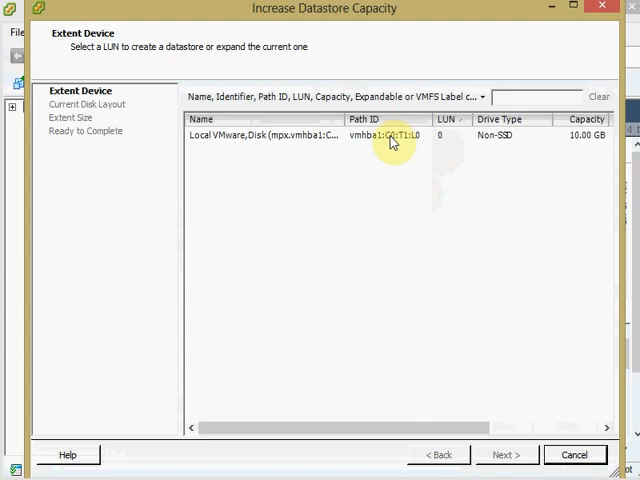 Increase Datastore Capacity
File
Extent Device
Select a LUN to create a datastore or expand the current one
Extent Device
Current Disk Layout
Extent Size
Ready to Complete
Name, Identifier, Path ID, LUN, Capacity, Expandable or VMFS Label c...
Clear
Name Path ID LUN Drive Type Capacity
Local VMware,Disk (mpx.vmhba1:C... vmhba1:C0:T1:L0 0 Non-SSD 10.00 GB
Help < Back Next > Cancel